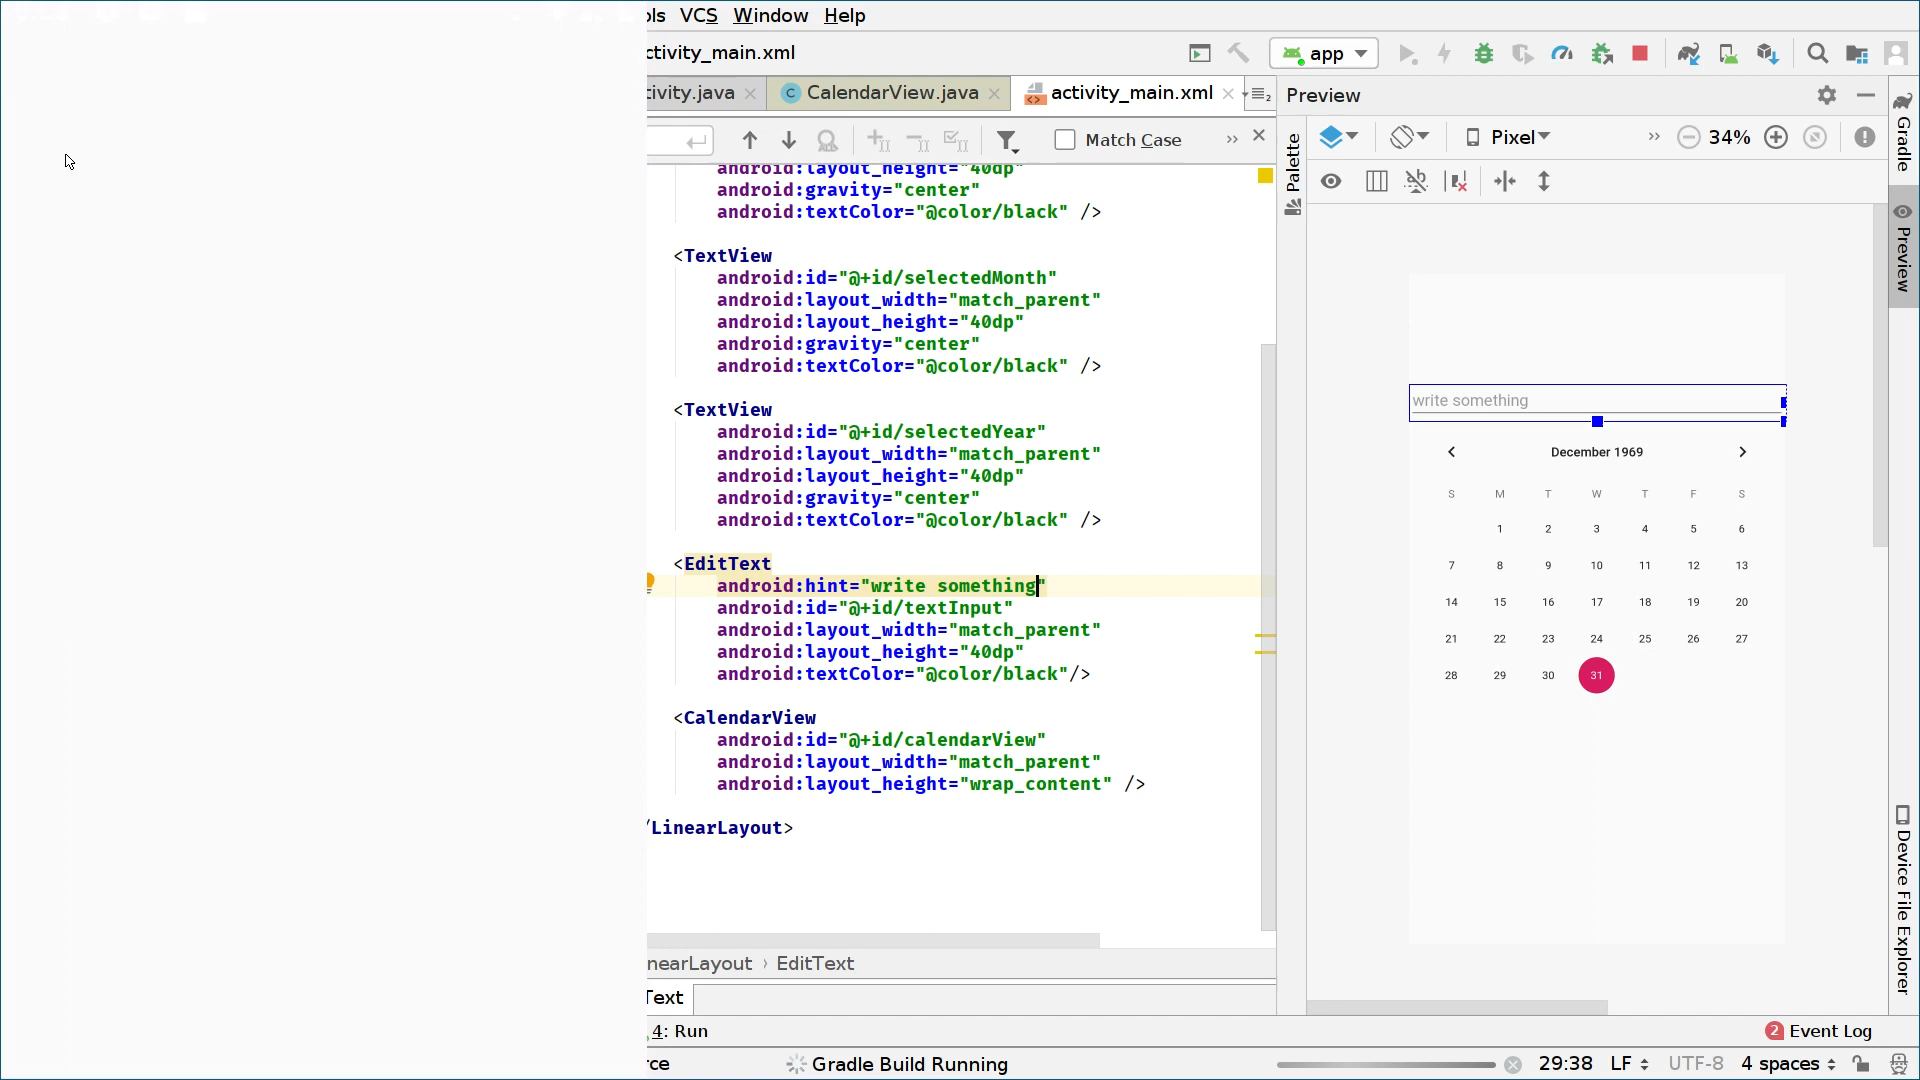 ols VCS Window Help
ctivity_main.xml
app
tivity.java
CalendarView.java
activity_main.xml
Match Case
android:layout_height="40dp"
android:gravity="center"
android:textColor="@color/black" />
<TextView
android:id="@+id/selectedMonth"
android:layout_width="match_parent"
android:layout_height="40dp"
android:gravity="center"
android:textColor="@color/black" />
<TextView
android:id="@+id/selectedYear"
android:layout_width="match_parent"
android:layout_height="40dp"
android:gravity="center"
android:textColor="@color/black" />
<EditText
android:hint="write something"
android:id="@+id/textInput"
android:layout_width="match_parent"
android:layout_height="40dp"
android:textColor="@color/black"/>
<CalendarView
android:id="@+id/calendarView"
android:layout_width="match_parent"
android:layout_height="wrap_content" />
/LinearLayout>
nearLayout › EditText
Text
4: Run
rce
Gradle Build Running
Preview
Palette
Pixel
34%
write something
December 1969
S M T W T F S
1 2 3 4 5 6
7 8 9 10 11 12 13
14 15 16 17 18 19 20
21 22 23 24 25 26 27
28 29 30 31
Gradle
Preview
Device File Explorer
2 Event Log
29:38 LF UTF-8 4 spaces